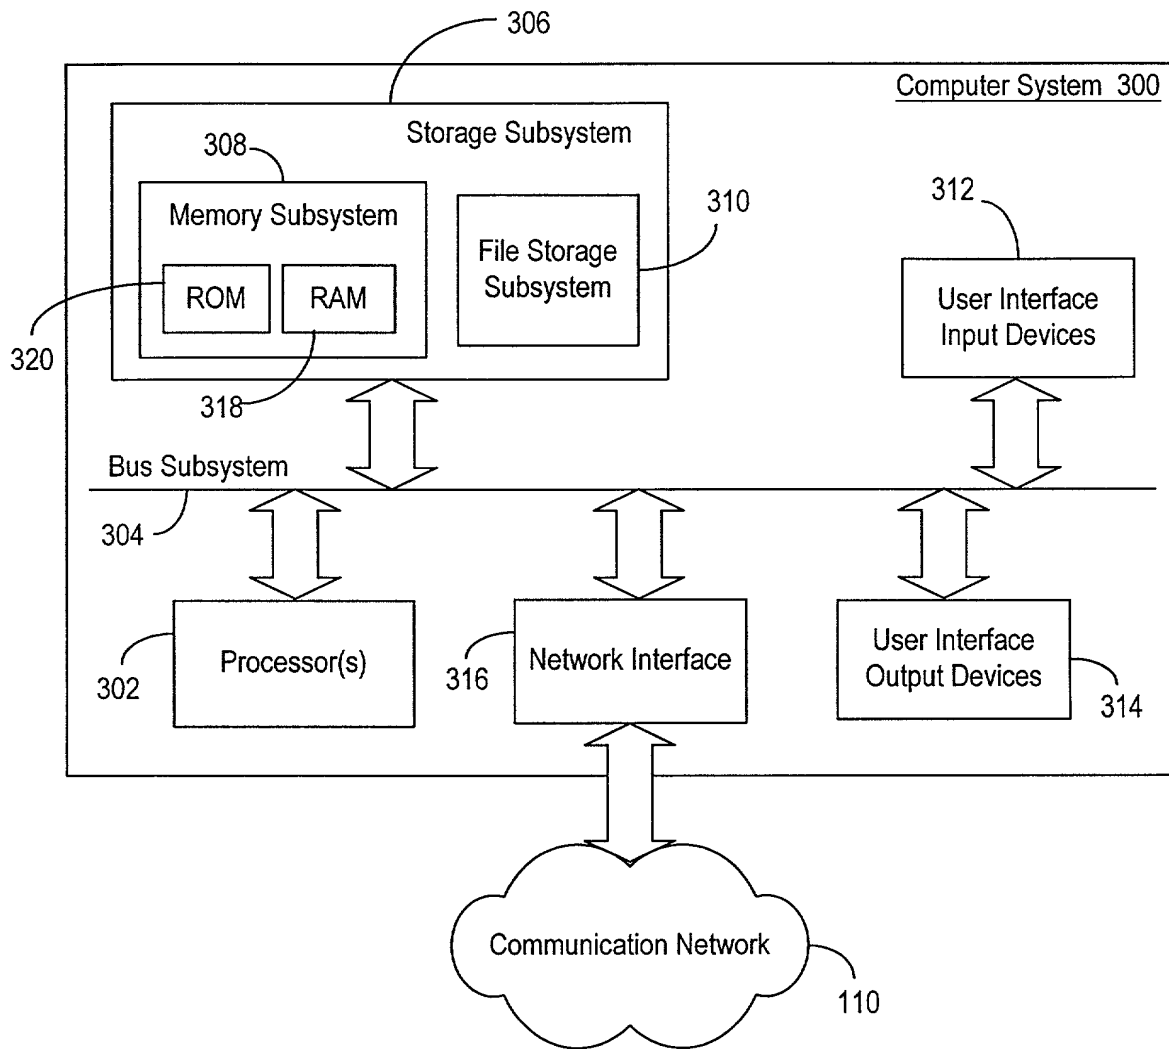 306
Computer System 300
Storage Subsystem
308
Memory Subsystem
ROM
RAM
320
318
File Storage
Subsystem
310
312
User Interface
Input Devices
Bus Subsystem
304
Processor(s)
302
Network Interface
316
User Interface
Output Devices
314
Communication Network
110